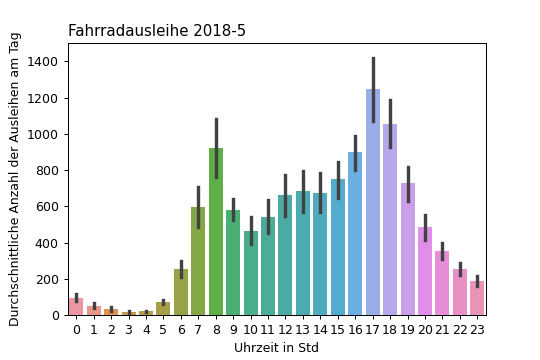 Fahrradausleihe 2018-5
Durchschnittliche Anzahl der Ausleihen am Tag
1400
1200
1000
800
600
400
200
0
0 1 2 3 4 5 6 7 8 9 10 11 12 13 14 15 16 17 18 19 20 21 22 23
Uhrzeit in Std